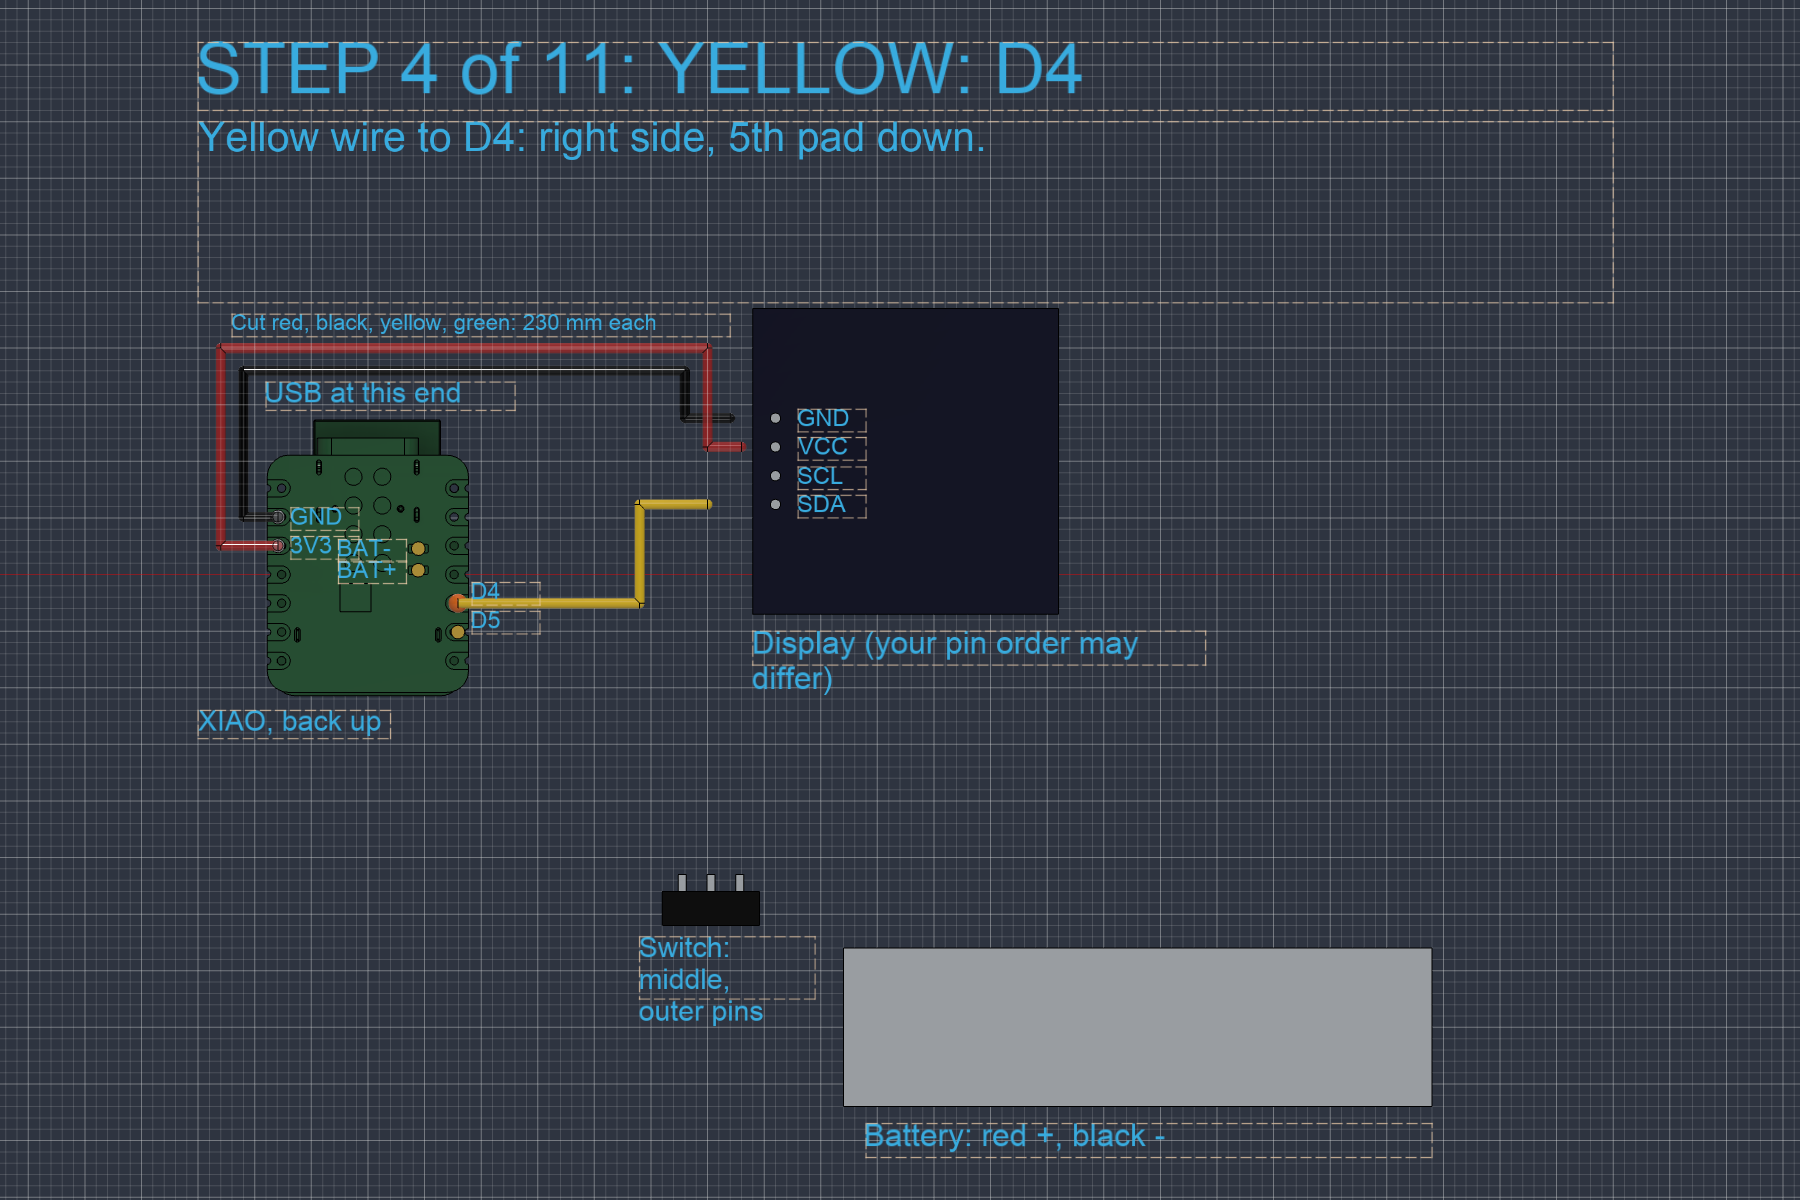 STEP 4 of 11: YELLOW: D4
Yellow wire to D4: right side, 5th pad down.
Cut red, black, yellow, green: 230 mm each
USB at this end
GND
VCC
SCL
SDA
GND
3V3
BAT-
BAT+
D4
D5
Display (your pin order may
differ)
XIAO, back up
Switch:
middle,
outer pins
Battery: red +, black -